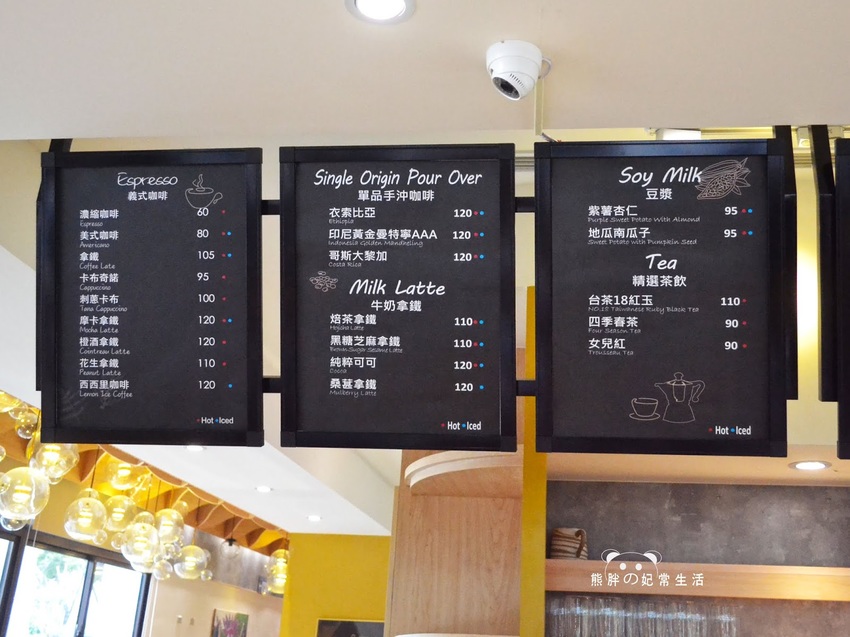 Espresso
義式咖啡
濃縮咖啡 60
Espresso
美式咖啡 80
Americano
拿鐵 105
Coffee Late
卡布奇諾 95
Cappuccino
刺蔥卡布 100
Tana Cappuccino
摩卡拿鐵 120
Mocha Latte
橙酒拿鐵 120
Cointreau Latte
花生拿鐵 110
Peanut Latte
西西里咖啡 120
Lemon Ice Coffee
Hot Iced
Single Origin Pour Over
單品手沖咖啡
衣索比亞 120
Ethiopia
印尼黃金曼特寧AAA 120
Indonesia Golden Mandheling
哥斯大黎加 120
Costa Rica
Milk Latte
牛奶拿鐵
焙茶拿鐵 110
Hojicha Latte
黑糖芝麻拿鐵 110
Brown Sugar Sesame Latte
純粹可可 120
Cocoa
桑葚拿鐵 120
Mulberry Latte
Hot Iced
Soy Milk
豆漿
紫薯杏仁 95
Purple Sweet Potato With Almond
地瓜南瓜子 95
Sweet Potato with Pumpkin Seed
Tea
精選茶飲
台茶18紅玉 110
NO.18 Taiwanese Ruby Black Tea
四季春茶 90
Four Season Tea
女兒紅 90
Trousseau Tea
Hot Iced
熊胖の妃常生活